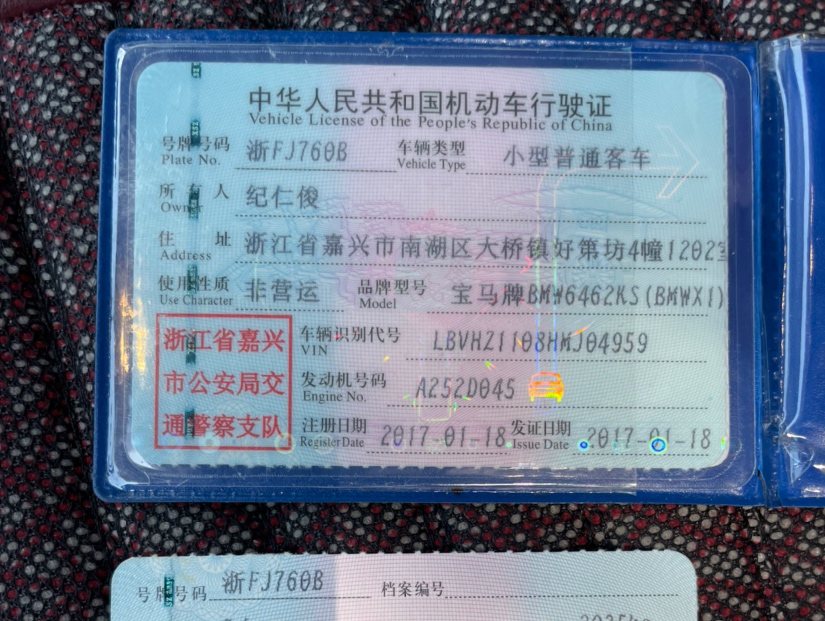 中华人民共和国机动车行驶证
Vehicle License of the People's Republic of China
号牌号码 Plate No. 浙FJ760B 车辆类型 Vehicle Type 小型普通客车
所有人 Owner 纪仁俊
住址 Address 浙江省嘉兴市南湖区大桥镇好第坊4幢1202室
使用性质 Use Character 非营运 品牌型号 Model 宝马牌BMW6462KS(BMWX1)
浙江省嘉兴
市公安局交
通警察支队
车辆识别代号 VIN LBVHZ1108HMJ04959
发动机号码 Engine No. A252D045
注册日期 Register Date 2017-01-18 发证日期 Issue Date 2017-01-18
号牌号码 浙FJ760B 档案编号